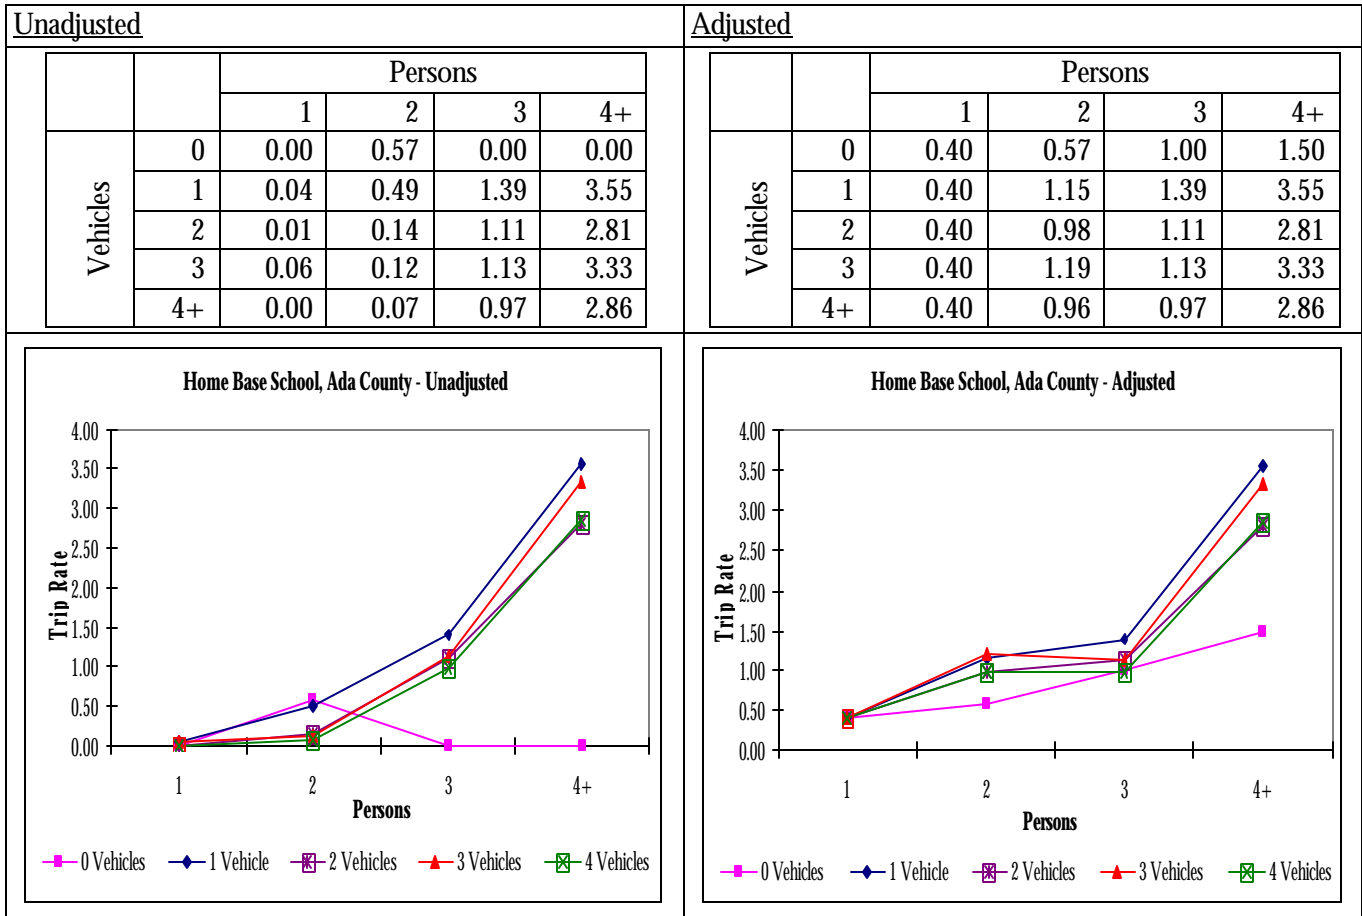 Unadjusted
Persons
1 2 3 4+
Vehicles
0 0.00 0.57 0.00 0.00
1 0.04 0.49 1.39 3.55
2 0.01 0.14 1.11 2.81
3 0.06 0.12 1.13 3.33
4+ 0.00 0.07 0.97 2.86
Adjusted
Persons
1 2 3 4+
Vehicles
0 0.40 0.57 1.00 1.50
1 0.40 1.15 1.39 3.55
2 0.40 0.98 1.11 2.81
3 0.40 1.19 1.13 3.33
4+ 0.40 0.96 0.97 2.86
Home Base School, Ada County - Unadjusted
4.00
3.50
3.00
2.50
2.00
1.50
1.00
0.50
0.00
Trip Rate
1 2 3 4+
Persons
0 Vehicles 1 Vehicle 2 Vehicles 3 Vehicles 4 Vehicles
Home Base School, Ada County - Adjusted
4.00
3.50
3.00
2.50
2.00
1.50
1.00
0.50
0.00
Trip Rate
1 2 3 4+
Persons
0 Vehicles 1 Vehicle 2 Vehicles 3 Vehicles 4 Vehicles